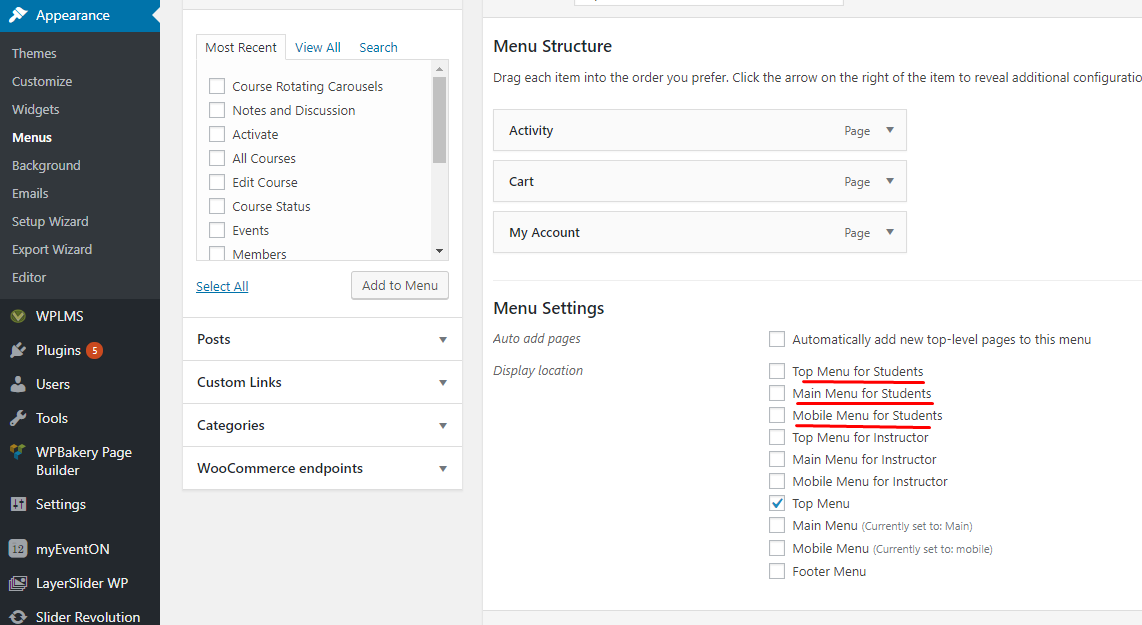 Appearance
Themes
Customize
Widgets
Menus
Background
Emails
Setup Wizard
Export Wizard
Editor
WPLMS
Plugins 5
Users
Tools
WPBakery Page
Builder
Settings
12 myEventON
LayerSlider WP
Slider Revolution
Most Recent View All Search
Course Rotating Carousels
Notes and Discussion
Activate
All Courses
Edit Course
Course Status
Events
Members
Select All Add to Menu
Posts
Custom Links
Categories
WooCommerce endpoints
Menu Structure
Drag each item into the order you prefer. Click the arrow on the right of the item to reveal additional configuratio
Activity Page
Cart Page
My Account Page
Menu Settings
Auto add pages Automatically add new top-level pages to this menu
Display location Top Menu for Students
Main Menu for Students
Mobile Menu for Students
Top Menu for Instructor
Main Menu for Instructor
Mobile Menu for Instructor
Top Menu
Main Menu (Currently set to: Main)
Mobile Menu (Currently set to: mobile)
Footer Menu